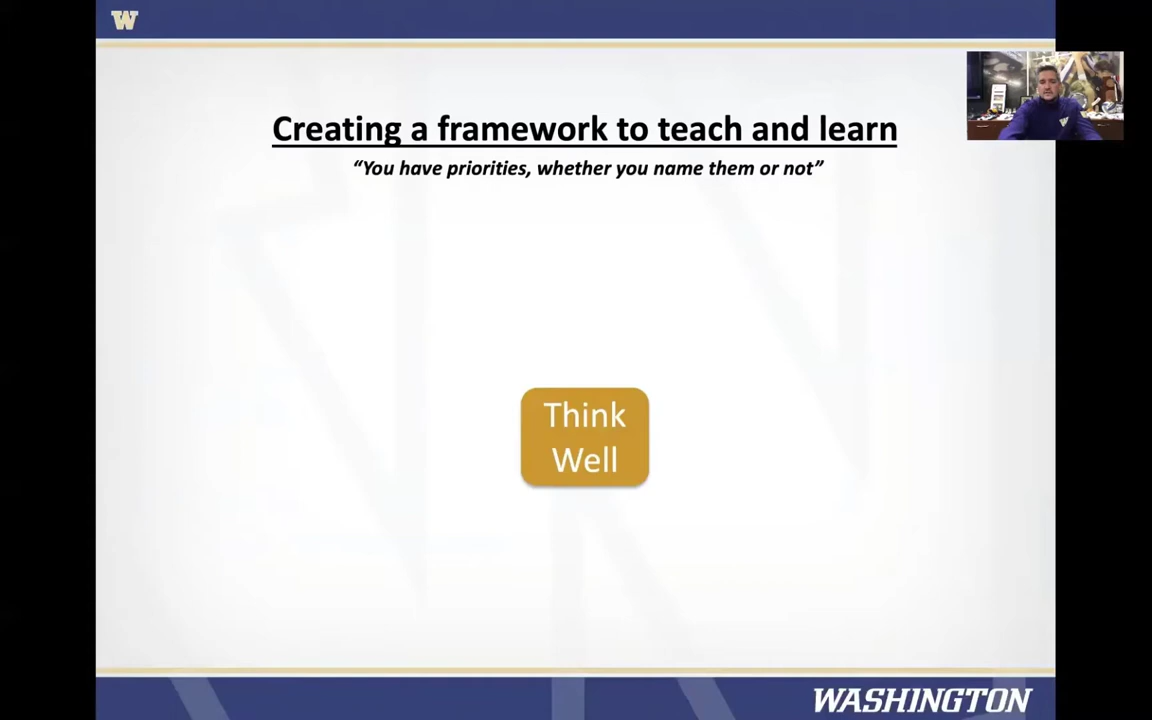 W
Creating a framework to teach and learn
“You have priorities, whether you name them or not”
Think
Well
WASHINGTON